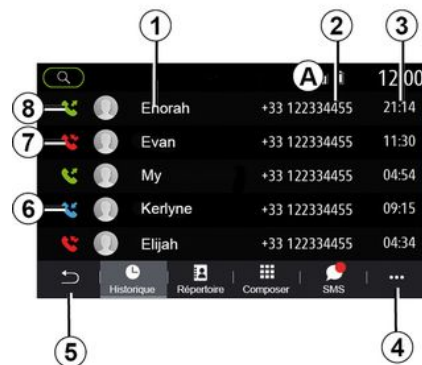 1 2 3
A 12:00
8 Enorah +33 122334455 21:14
7 Evan +33 122334455 11:30
My +33 122334455 04:54
6 Kerlyne +33 122334455 09:15
Elijah +33 122334455 04:34
Historique Répertoire Composer SMS ...
5 4